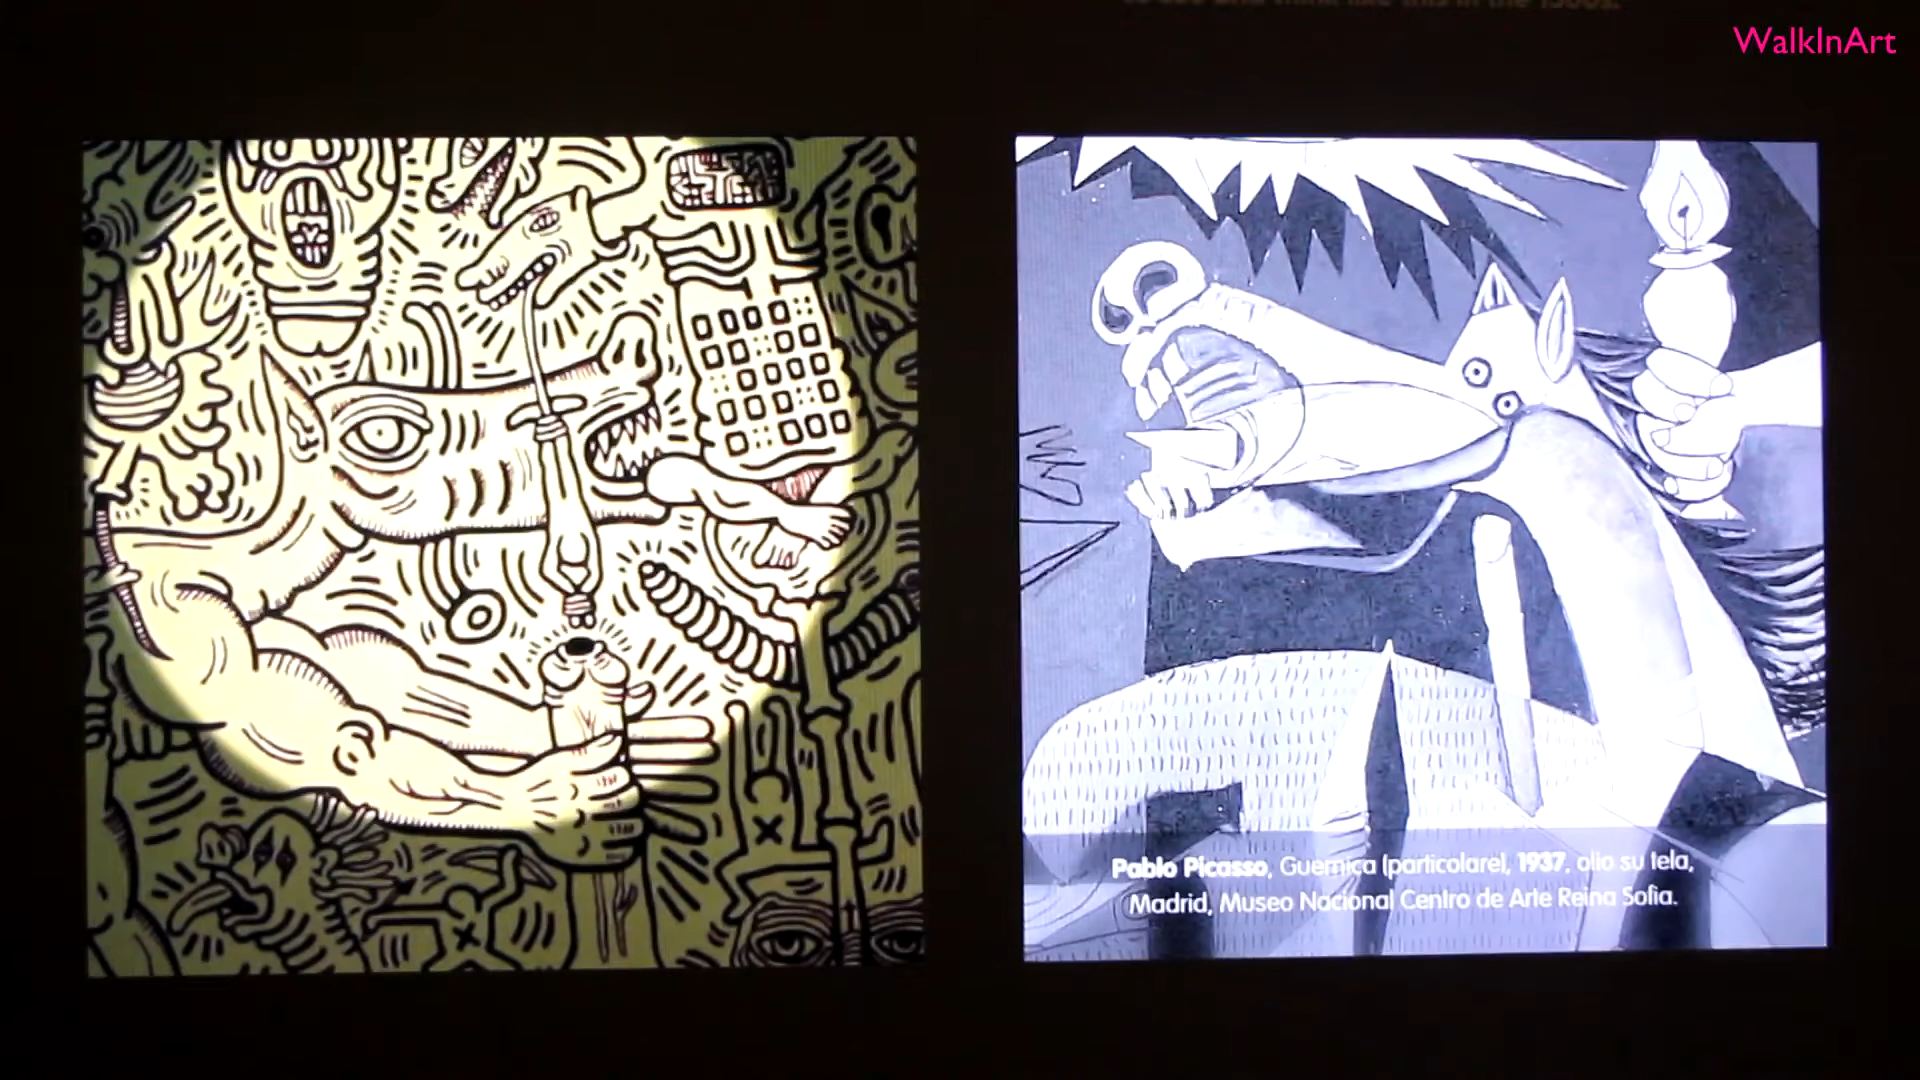 WalkInArt
Pablo Picasso, Guernica (particolare), 1937, olio su tela,
Madrid, Museo Nacional Centro de Arte Reina Sofia.